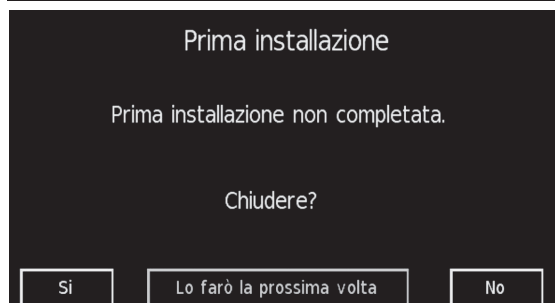 Prima installazione
Prima installazione non completata.
Chiudere?
Si
Lo farò la prossima volta
No